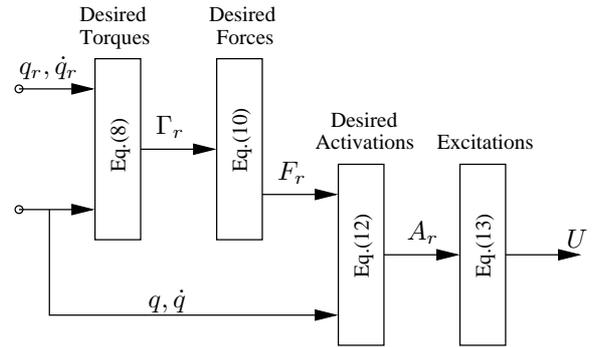 Desired
Torques
Desired
Forces
q_r, q̇_r
Eq.(8)
Γ_r
Eq.(10)
F_r
Desired
Activations
Excitations
Eq.(12)
A_r
Eq.(13)
U
q, q̇